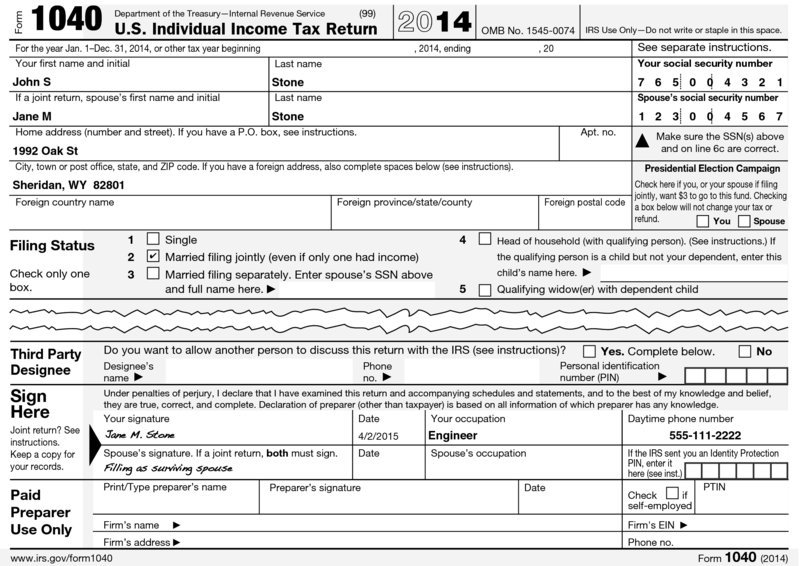 Form 1040 Department of the Treasury—Internal Revenue Service (99) U.S. Individual Income Tax Return 2014 OMB No. 1545-0074 IRS Use Only—Do not write or staple in this space.
For the year Jan. 1–Dec. 31, 2014, or other tax year beginning , 2014, ending , 20 See separate instructions.
Your first name and initial Last name Your social security number
John S Stone 7 6 5 0 0 4 3 2 1
If a joint return, spouse's first name and initial Last name Spouse's social security number
Jane M Stone 1 2 3 0 0 4 5 6 7
Home address (number and street). If you have a P.O. box, see instructions. Apt. no.
1992 Oak St
▲ Make sure the SSN(s) above
and on line 6c are correct.
City, town or post office, state, and ZIP code. If you have a foreign address, also complete spaces below (see instructions).
Sheridan, WY 82801
Foreign country name Foreign province/state/county Foreign postal code
Presidential Election Campaign
Check here if you, or your spouse if filing
jointly, want $3 to go to this fund. Checking
a box below will not change your tax or
refund. You Spouse
Filing Status
Check only one
box.
1 Single
2 ✔ Married filing jointly (even if only one had income)
3 Married filing separately. Enter spouse's SSN above
and full name here. ▶
4 Head of household (with qualifying person). (See instructions.) If
the qualifying person is a child but not your dependent, enter this
child's name here. ▶
5 Qualifying widow(er) with dependent child
Third Party
Designee
Do you want to allow another person to discuss this return with the IRS (see instructions)? Yes. Complete below. No
Designee's
name ▶
Phone
no. ▶
Personal identification
number (PIN) ▶
Sign
Here
Joint return? See
instructions.
Keep a copy for
your records.
Under penalties of perjury, I declare that I have examined this return and accompanying schedules and statements, and to the best of my knowledge and belief,
they are true, correct, and complete. Declaration of preparer (other than taxpayer) is based on all information of which preparer has any knowledge.
Your signature Date Your occupation Daytime phone number
Jane M. Stone 4/2/2015 Engineer 555-111-2222
Spouse's signature. If a joint return, both must sign. Date Spouse's occupation
Filling as surviving spouse
If the IRS sent you an Identity Protection
PIN, enter it
here (see inst.)
Paid
Preparer
Use Only
Print/Type preparer's name Preparer's signature Date
Check if
self-employed
PTIN
Firm's name ▶ Firm's EIN ▶
Firm's address ▶ Phone no.
www.irs.gov/form1040 Form 1040 (2014)